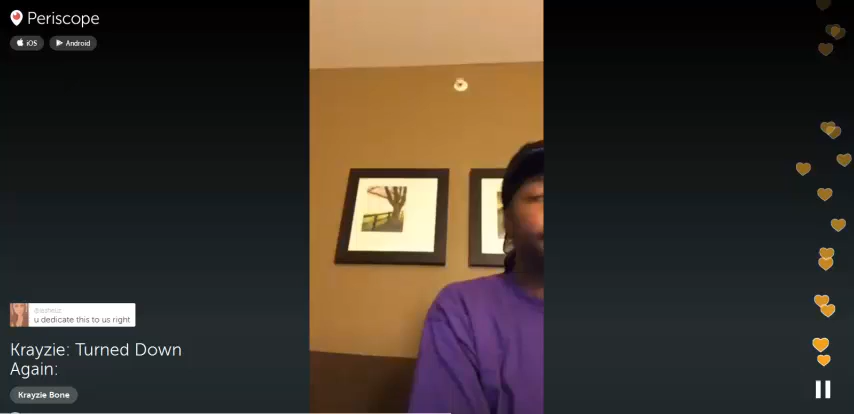 Periscope
iOS
Android
u dedicate this to us right
Krayzie: Turned Down
Again:
Krayzie Bone